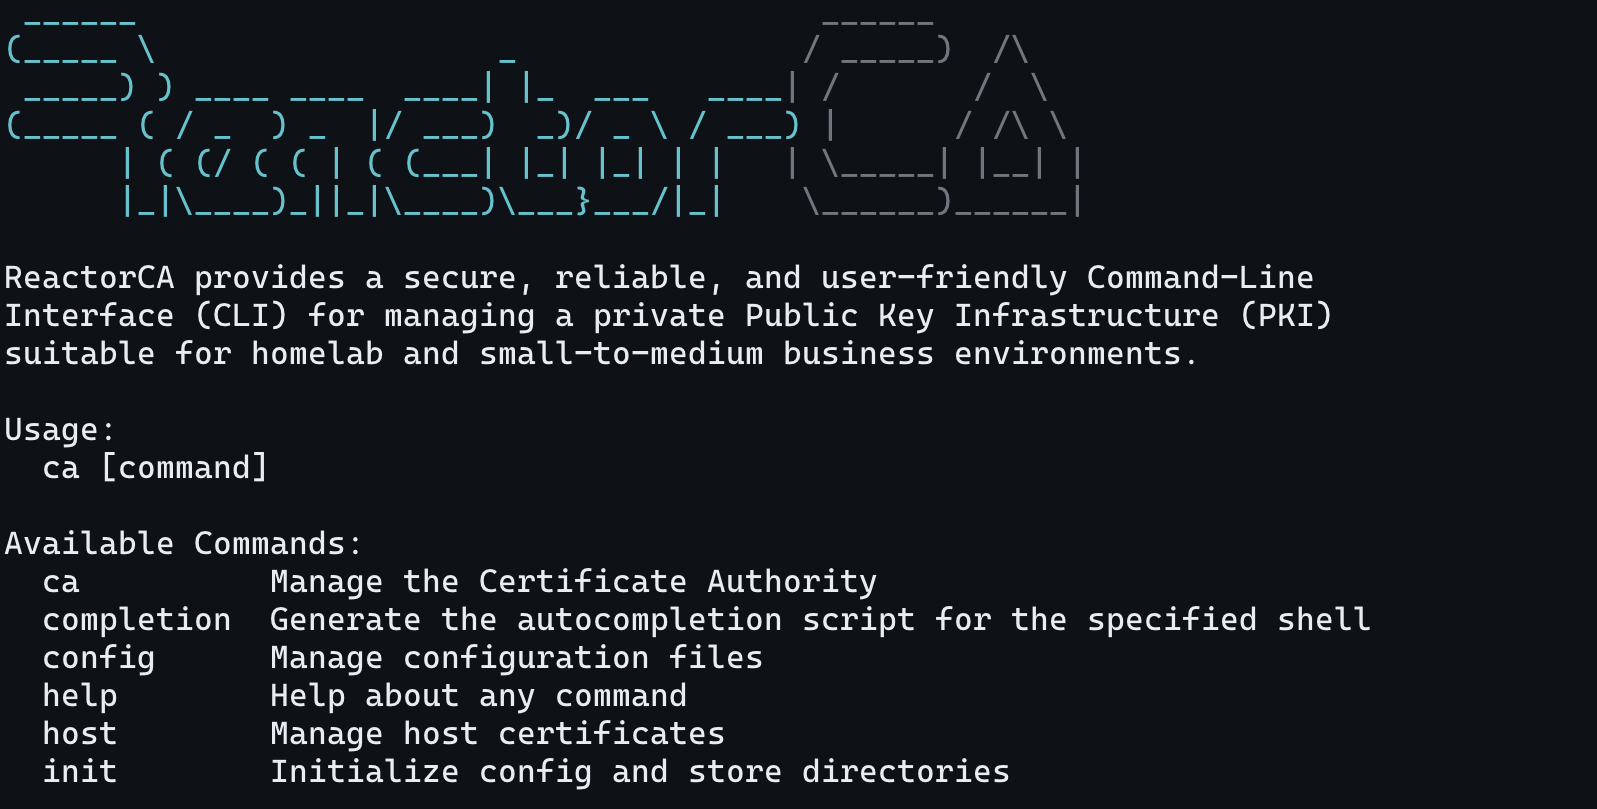 ReactorCA
ReactorCA provides a secure, reliable, and user-friendly Command-Line
Interface (CLI) for managing a private Public Key Infrastructure (PKI)
suitable for homelab and small-to-medium business environments.
Usage:
ca [command]
Available Commands:
ca Manage the Certificate Authority
completion Generate the autocompletion script for the specified shell
config Manage configuration files
help Help about any command
host Manage host certificates
init Initialize config and store directories